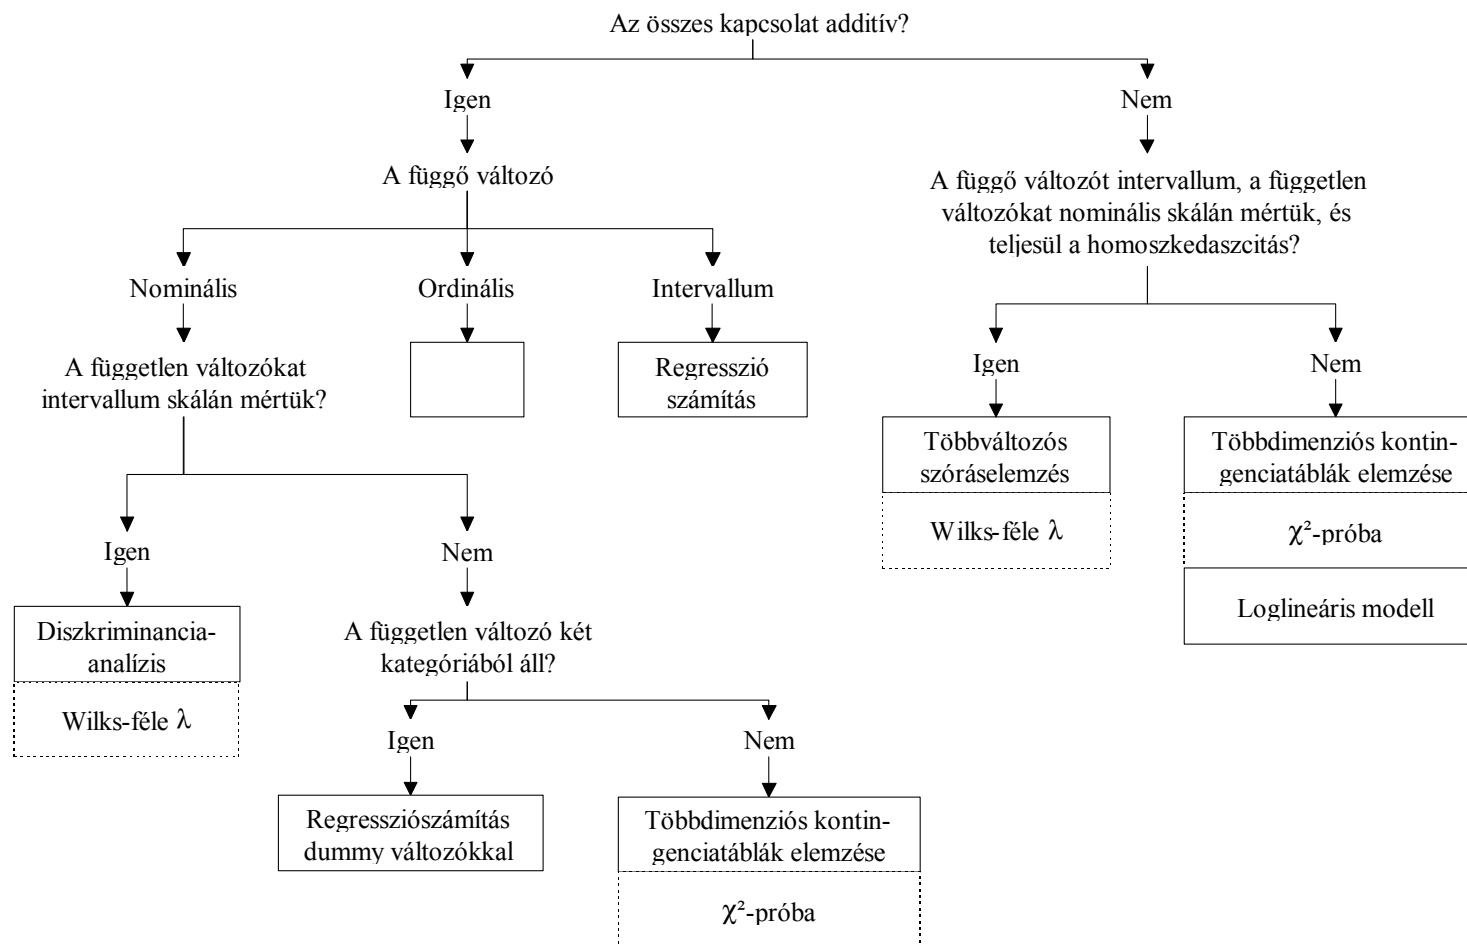 Az összes kapcsolat additív?
Igen
Nem
A függő változó
A függő változót intervallum, a független
változókat nominális skálán mértük, és
teljesül a homoszkedaszcitás?
Nominális
Ordinális
Intervallum
A független változókat
intervallum skálán mértük?
Regresszió
számítás
Igen
Nem
Többváltozós
szóráselemzés
Wilks-féle λ
Többdimenziós kontin-
genciatáblák elemzése
χ²-próba
Loglineáris modell
Igen
Nem
Diszkriminancia-
analízis
Wilks-féle λ
A független változó két
kategóriából áll?
Igen
Nem
Regressziószámítás
dummy változókkal
Többdimenziós kontin-
genciatáblák elemzése
χ²-próba